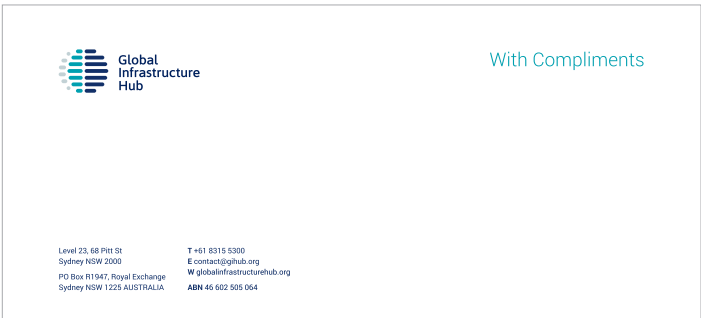 Global
Infrastructure
Hub
With Compliments
Level 23, 68 Pitt St
Sydney NSW 2000
PO Box R1947, Royal Exchange
Sydney NSW 1225 AUSTRALIA
T +61 8315 5300
E contact@gihub.org
W globalinfrastructurehub.org
ABN 46 602 505 064